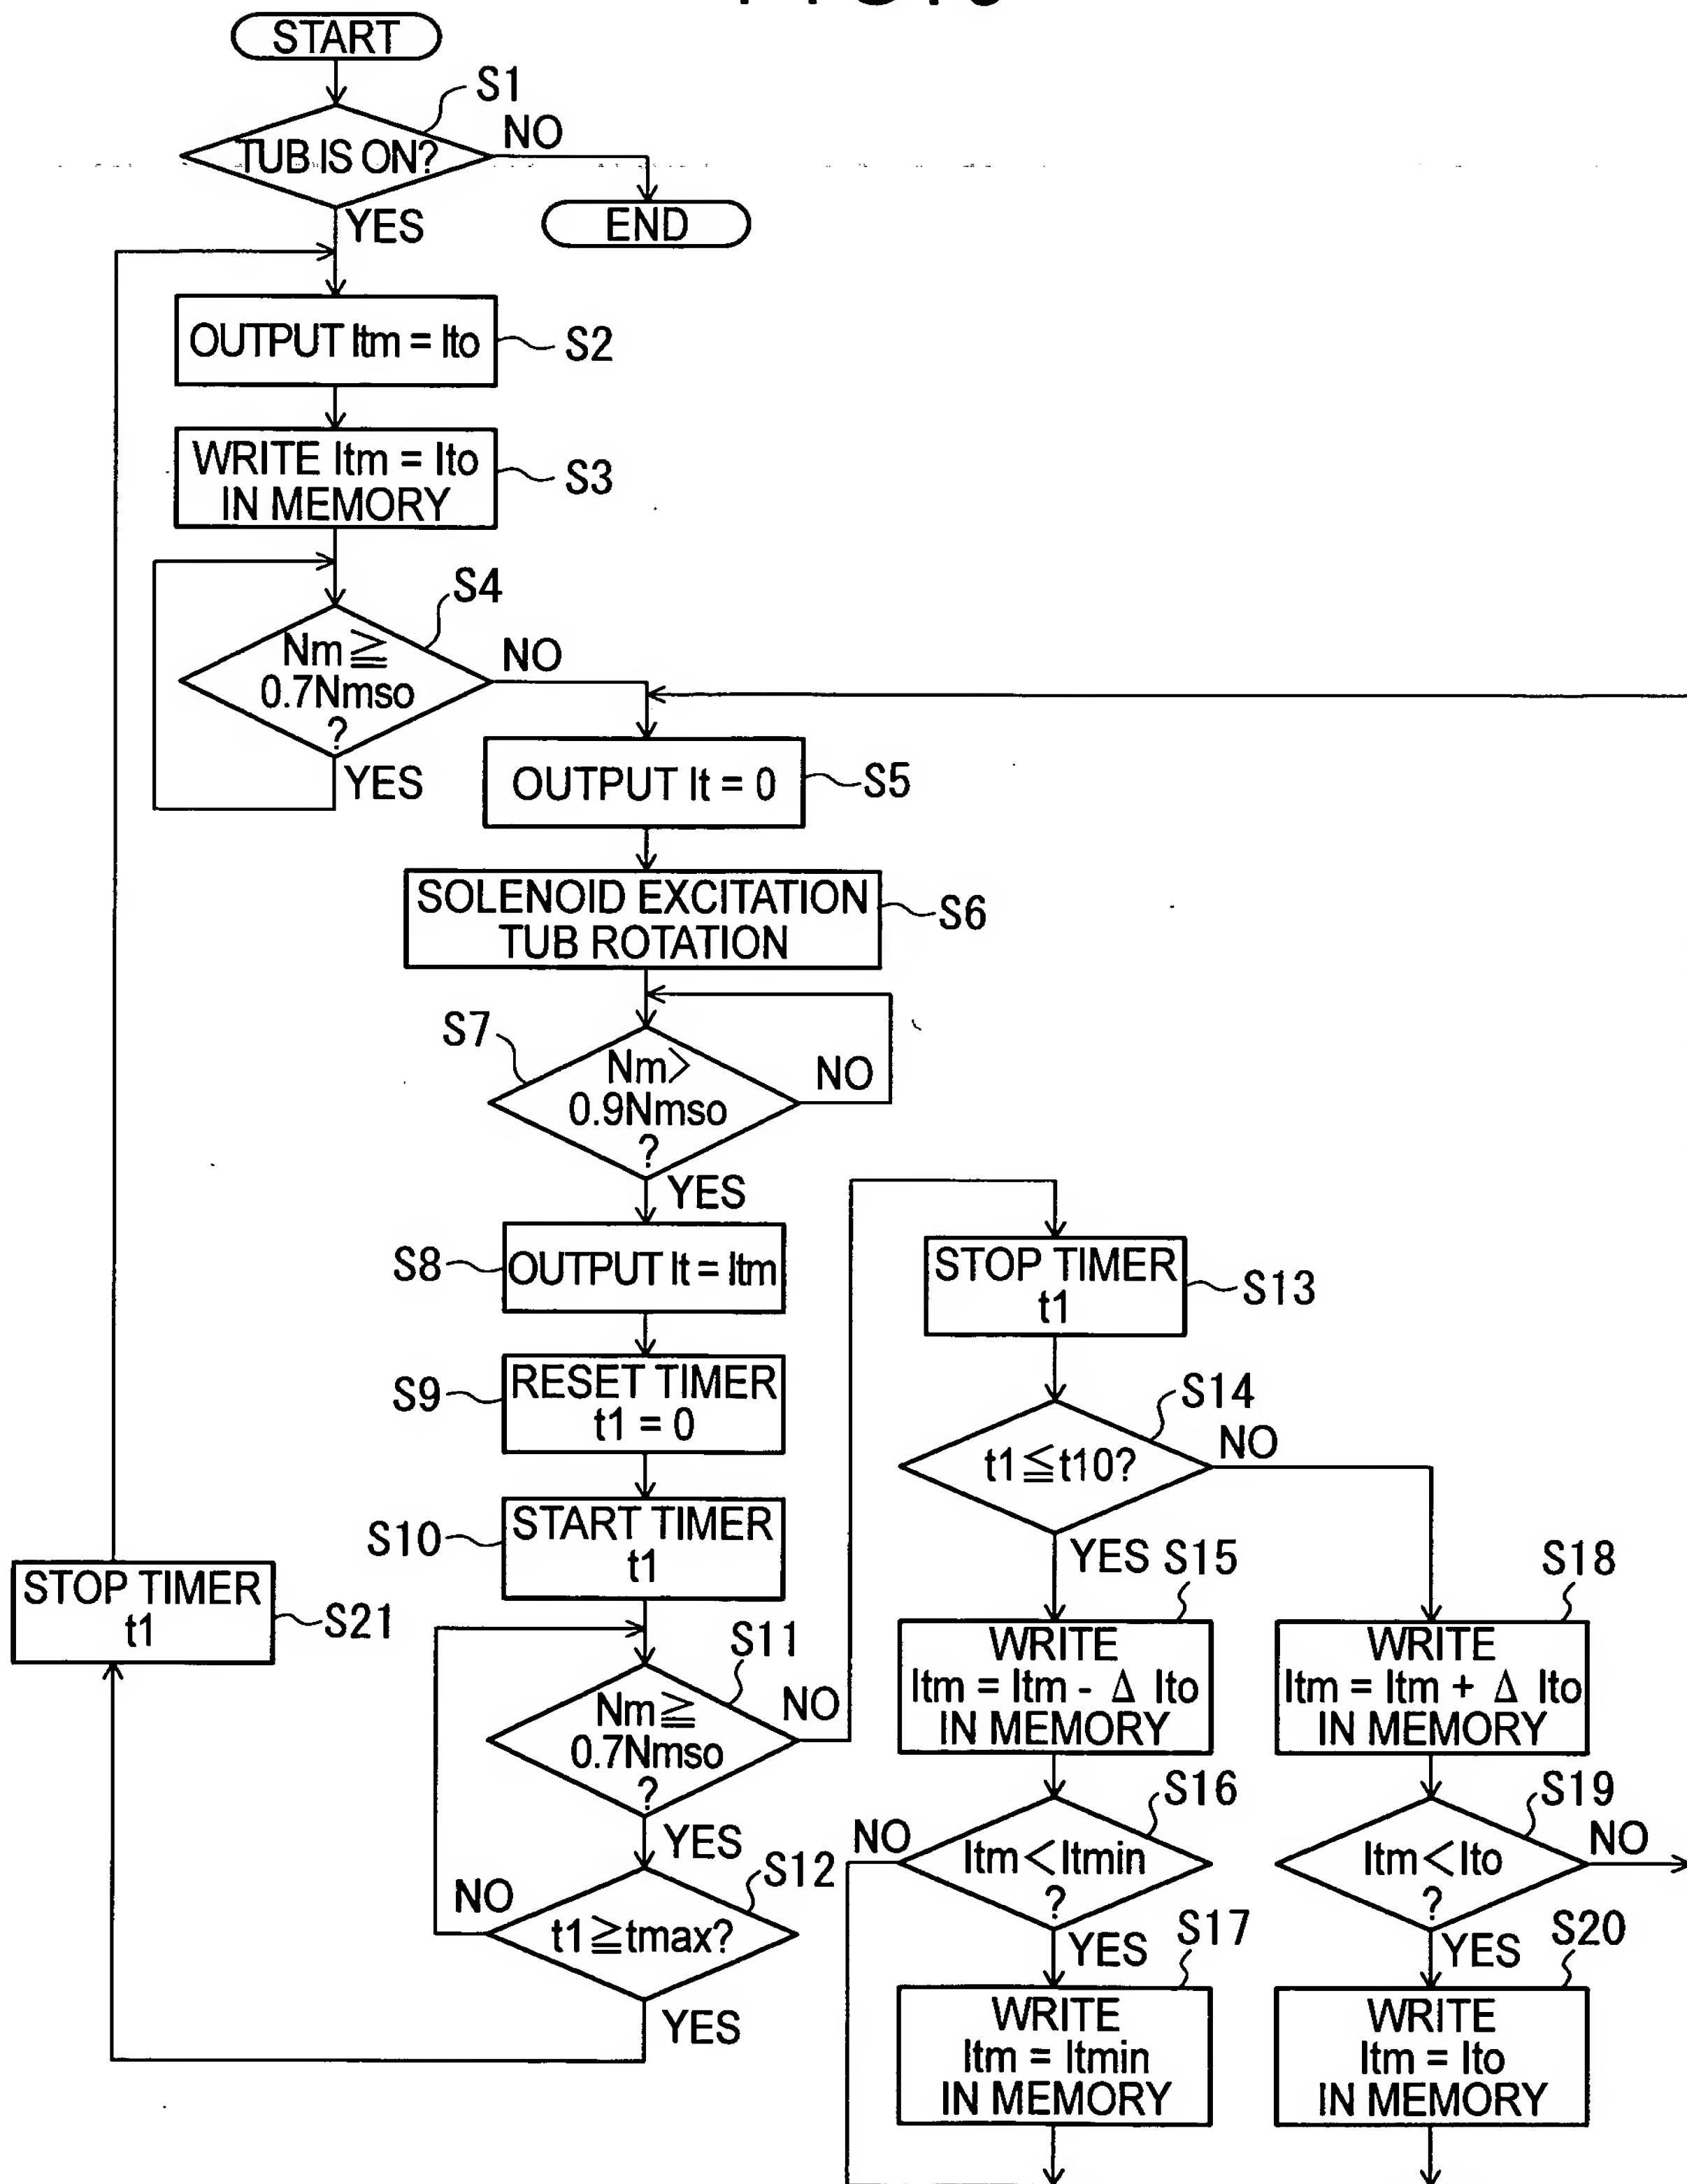 START
S1
TUB IS ON?
NO
END
YES
OUTPUT Itm = Ito
S2
WRITE Itm = Ito
IN MEMORY
S3
S4
Nm ≧
0.7Nmso
?
NO
YES
OUTPUT It = 0
S5
SOLENOID EXCITATION
TUB ROTATION
S6
S7
Nm >
0.9Nmso
?
NO
YES
S8
OUTPUT It = Itm
S9
RESET TIMER
t1 = 0
S10
START TIMER
t1
S11
Nm ≧
0.7Nmso
?
NO
YES
S12
t1 ≧ tmax?
NO
YES
STOP TIMER
t1
S21
STOP TIMER
t1
S13
S14
t1 ≦ t10?
NO
YES
S15
WRITE
Itm = Itm - Δ Ito
IN MEMORY
S16
Itm < Itmin
?
NO
YES
S17
WRITE
Itm = Itmin
IN MEMORY
S18
WRITE
Itm = Itm + Δ Ito
IN MEMORY
S19
Itm < Ito
?
NO
YES
S20
WRITE
Itm = Ito
IN MEMORY